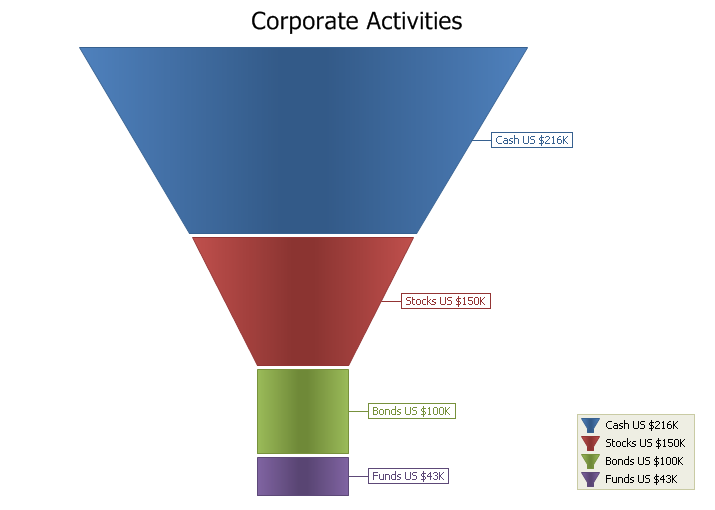 Corporate Activities
Cash US $216K
Stocks US $150K
Bonds US $100K
Funds US $43K
Cash US $216K
Stocks US $150K
Bonds US $100K
Funds US $43K